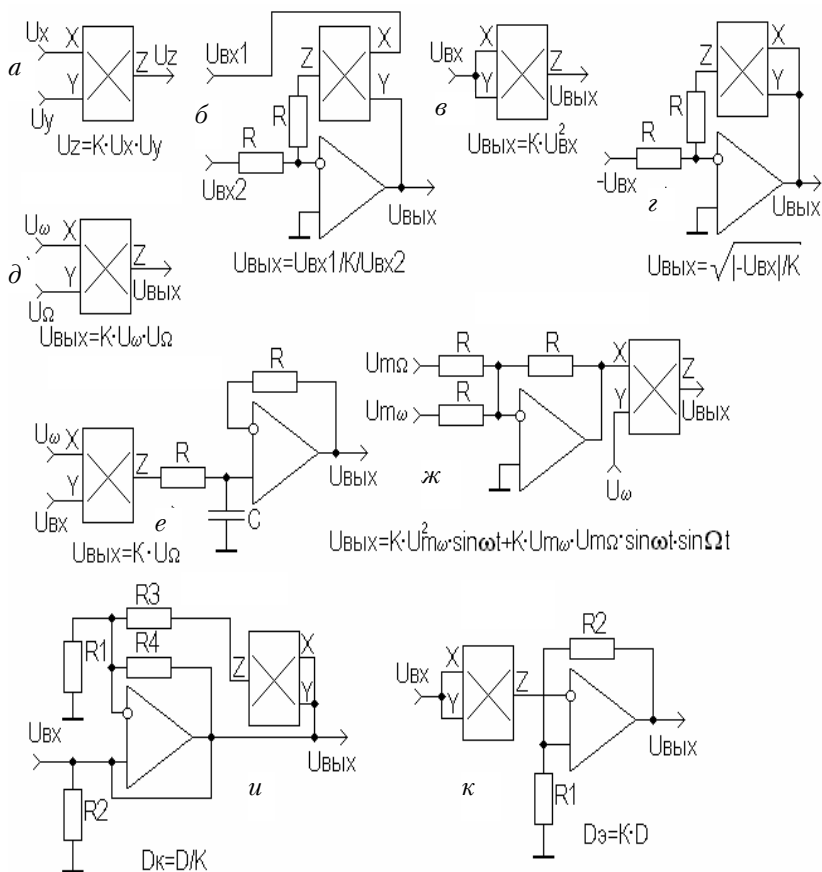 а
Ux
X
Y
Z
Uz
Uy
Uz=K·Ux·Uy
б
Uвх1
Z
X
Y
R
R
Uвх2
Uвых
Uвых=Uвх1/K/Uвх2
в
Uвх
X
Y
Z
Uвых
Uвых=K·U²вх
г
Z
X
Y
R
R
-Uвх
Uвых
Uвых=√|-Uвх|/K
д
Uω
X
Y
Z
Uвых
UΩ
Uвых=K·Uω·UΩ
е
Uω
X
Y
Z
Uвх
R
R
C
Uвых
Uвых=K·UΩ
ж
UmΩ
R
R
Umω
R
X
Y
Z
Uвых
Uω
Uвых=K·U²mω·sinωt+K·Umω·UmΩ·sinωt·sinΩt
и
R3
R1
R4
Z
X
Y
Uвх
Uвых
R2
Dк=D/K
к
Uвх
X
Y
Z
R2
Uвых
R1
Dэ=K·D